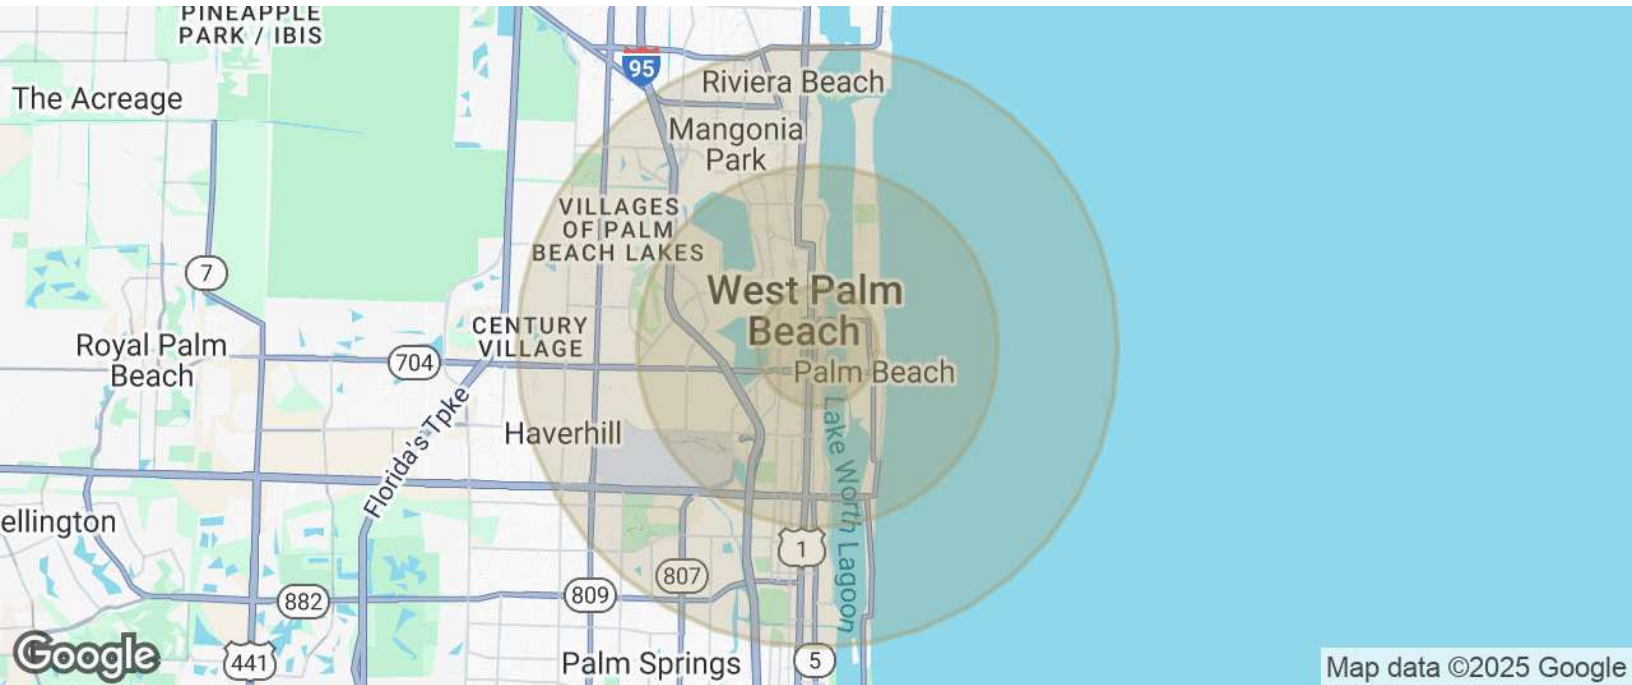 PINEAPPLE
PARK / IBIS
95
The Acreage
Riviera Beach
Mangonia
Park
VILLAGES
OF PALM
BEACH LAKES
7
West Palm
Beach
CENTURY
VILLAGE
Royal Palm
Beach
704
Palm Beach
Florida's Tpke
Haverhill
Lake Worth Lagoon
ellington
1
807
882
809
Google
441
Palm Springs
5
Map data ©2025 Google